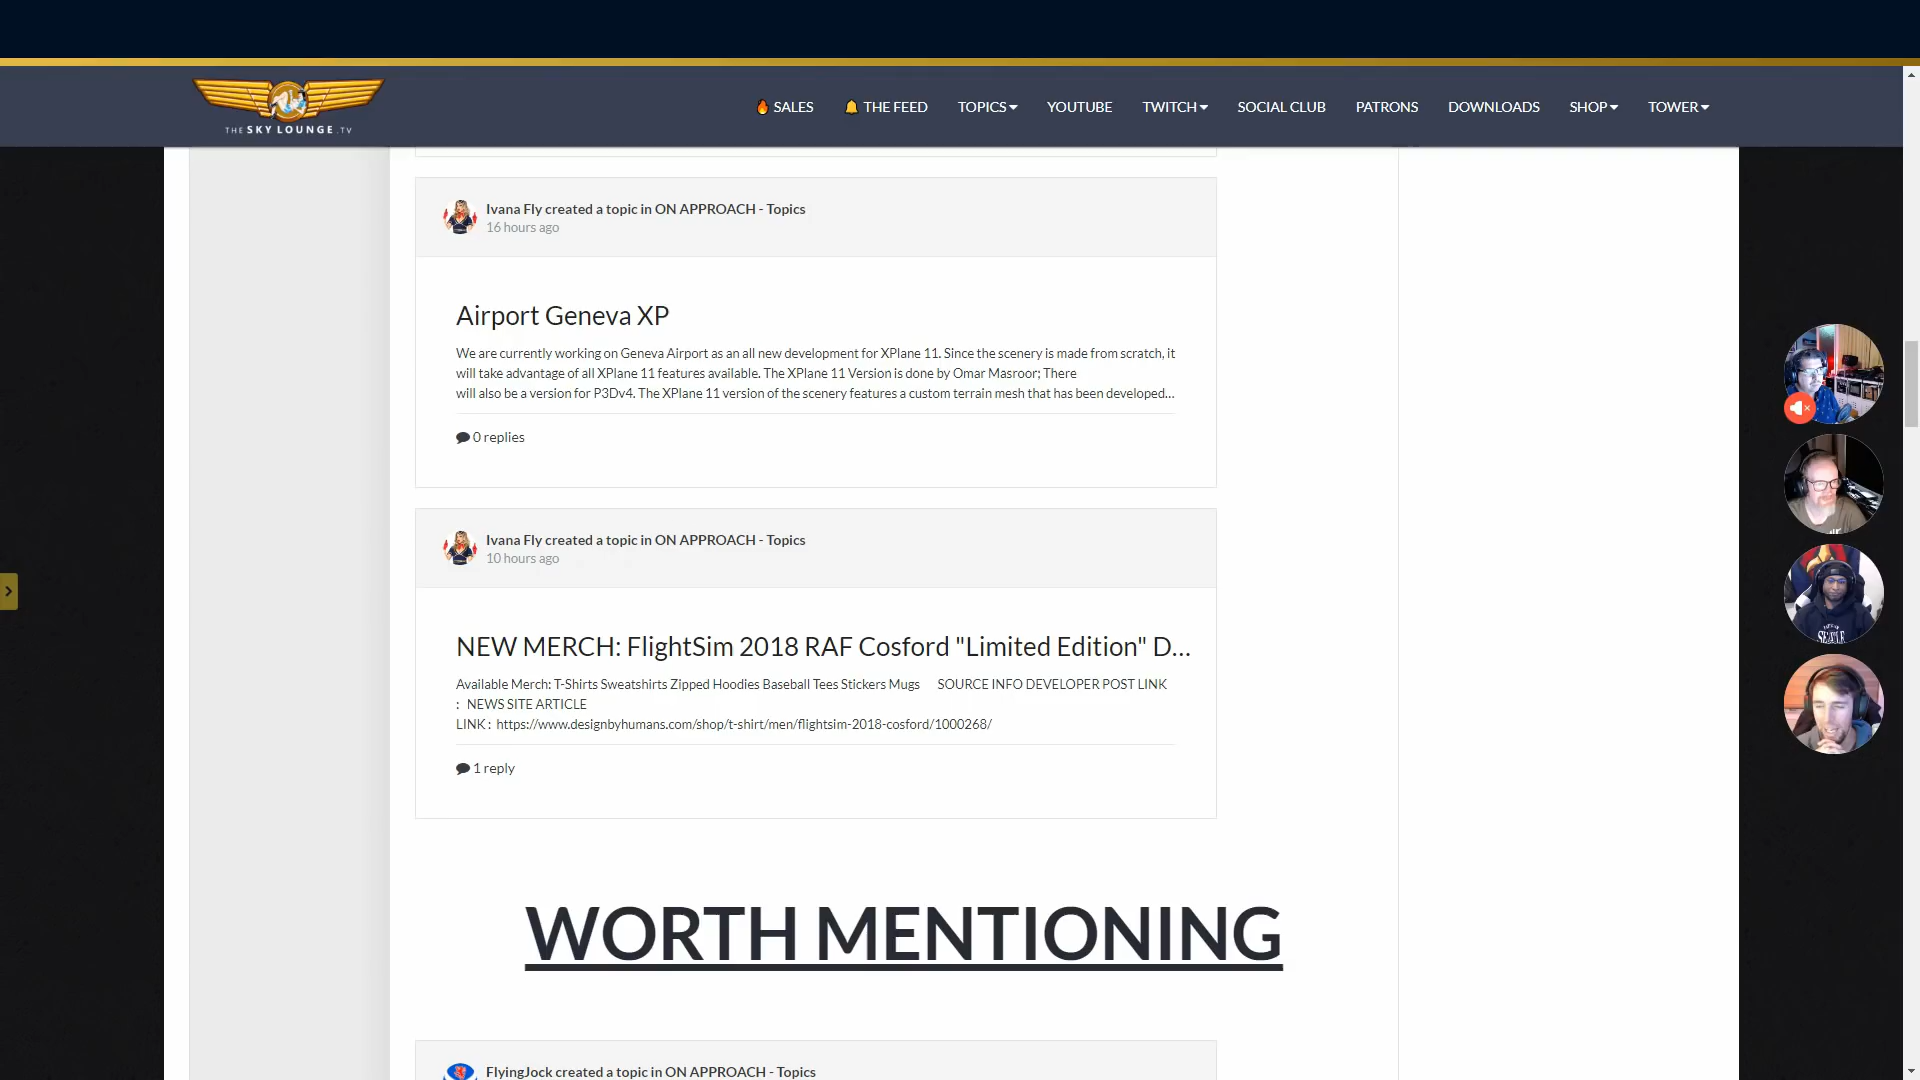 THE SKY LOUNGE .TV
🔥 SALES
🔔 THE FEED
TOPICS
YOUTUBE
TWITCH
SOCIAL CLUB
PATRONS
DOWNLOADS
SHOP
TOWER
Ivana Fly created a topic in ON APPROACH - Topics
16 hours ago
Airport Geneva XP
We are currently working on Geneva Airport as an all new development for XPlane 11. Since the scenery is made from scratch, it
will take advantage of all XPlane 11 features available. The XPlane 11 Version is done by Omar Masroor; There
will also be a version for P3Dv4. The XPlane 11 version of the scenery features a custom terrain mesh that has been developed...
0 replies
Ivana Fly created a topic in ON APPROACH - Topics
10 hours ago
NEW MERCH: FlightSim 2018 RAF Cosford "Limited Edition" D...
Available Merch: T-Shirts Sweatshirts Zipped Hoodies Baseball Tees Stickers Mugs SOURCE INFO DEVELOPER POST LINK
: NEWS SITE ARTICLE
LINK : https://www.designbyhumans.com/shop/t-shirt/men/flightsim-2018-cosford/1000268/
1 reply
WORTH MENTIONING
FlyingJock created a topic in ON APPROACH - Topics